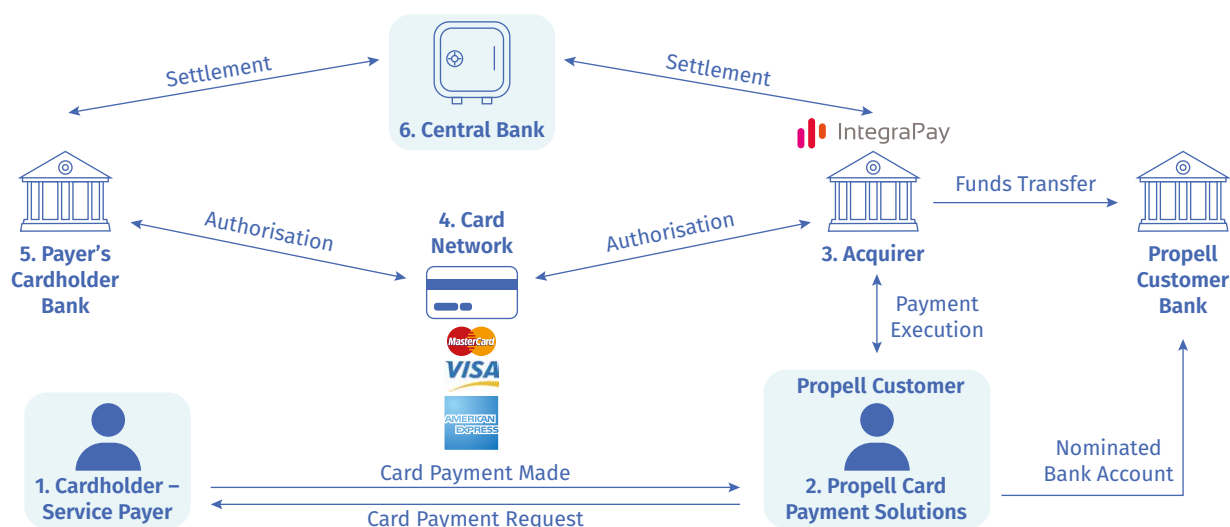 Settlement
6. Central Bank
Settlement
IntegraPay
5. Payer's
Cardholder
Bank
Authorisation
4. Card
Network
Authorisation
3. Acquirer
Funds Transfer
Propell
Customer
Bank
Payment
Execution
MasterCard
VISA
AMERICAN
EXPRESS
1. Cardholder –
Service Payer
Card Payment Made
Card Payment Request
Propell Customer
2. Propell Card
Payment Solutions
Nominated
Bank Account